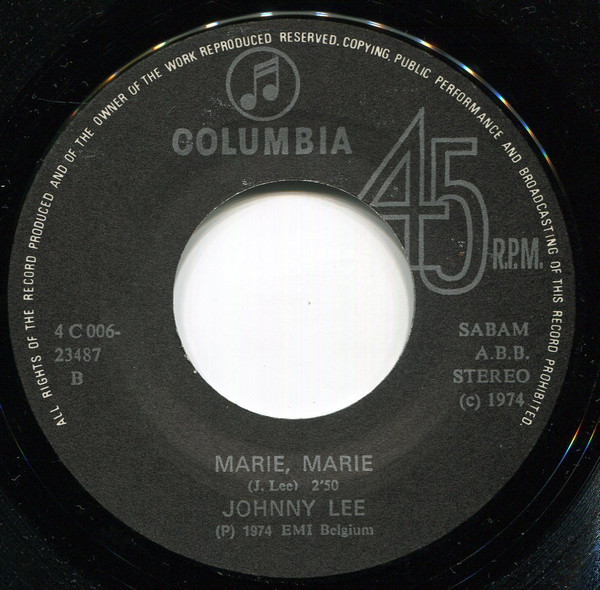 ALL RIGHTS OF THE RECORD PRODUCED AND OF THE OWNER OF THE WORK REPRODUCED RESERVED. COPYING, PUBLIC PERFORMANCE AND BROADCASTING OF THIS RECORD PROHIBITED.
COLUMBIA
45
R.P.M.
4 C 006-
23487
B
SABAM
A.B.B.
STEREO
(c) 1974
MARIE, MARIE
(J. Lee) 2'50
JOHNNY LEE
(P) 1974 EMI Belgium